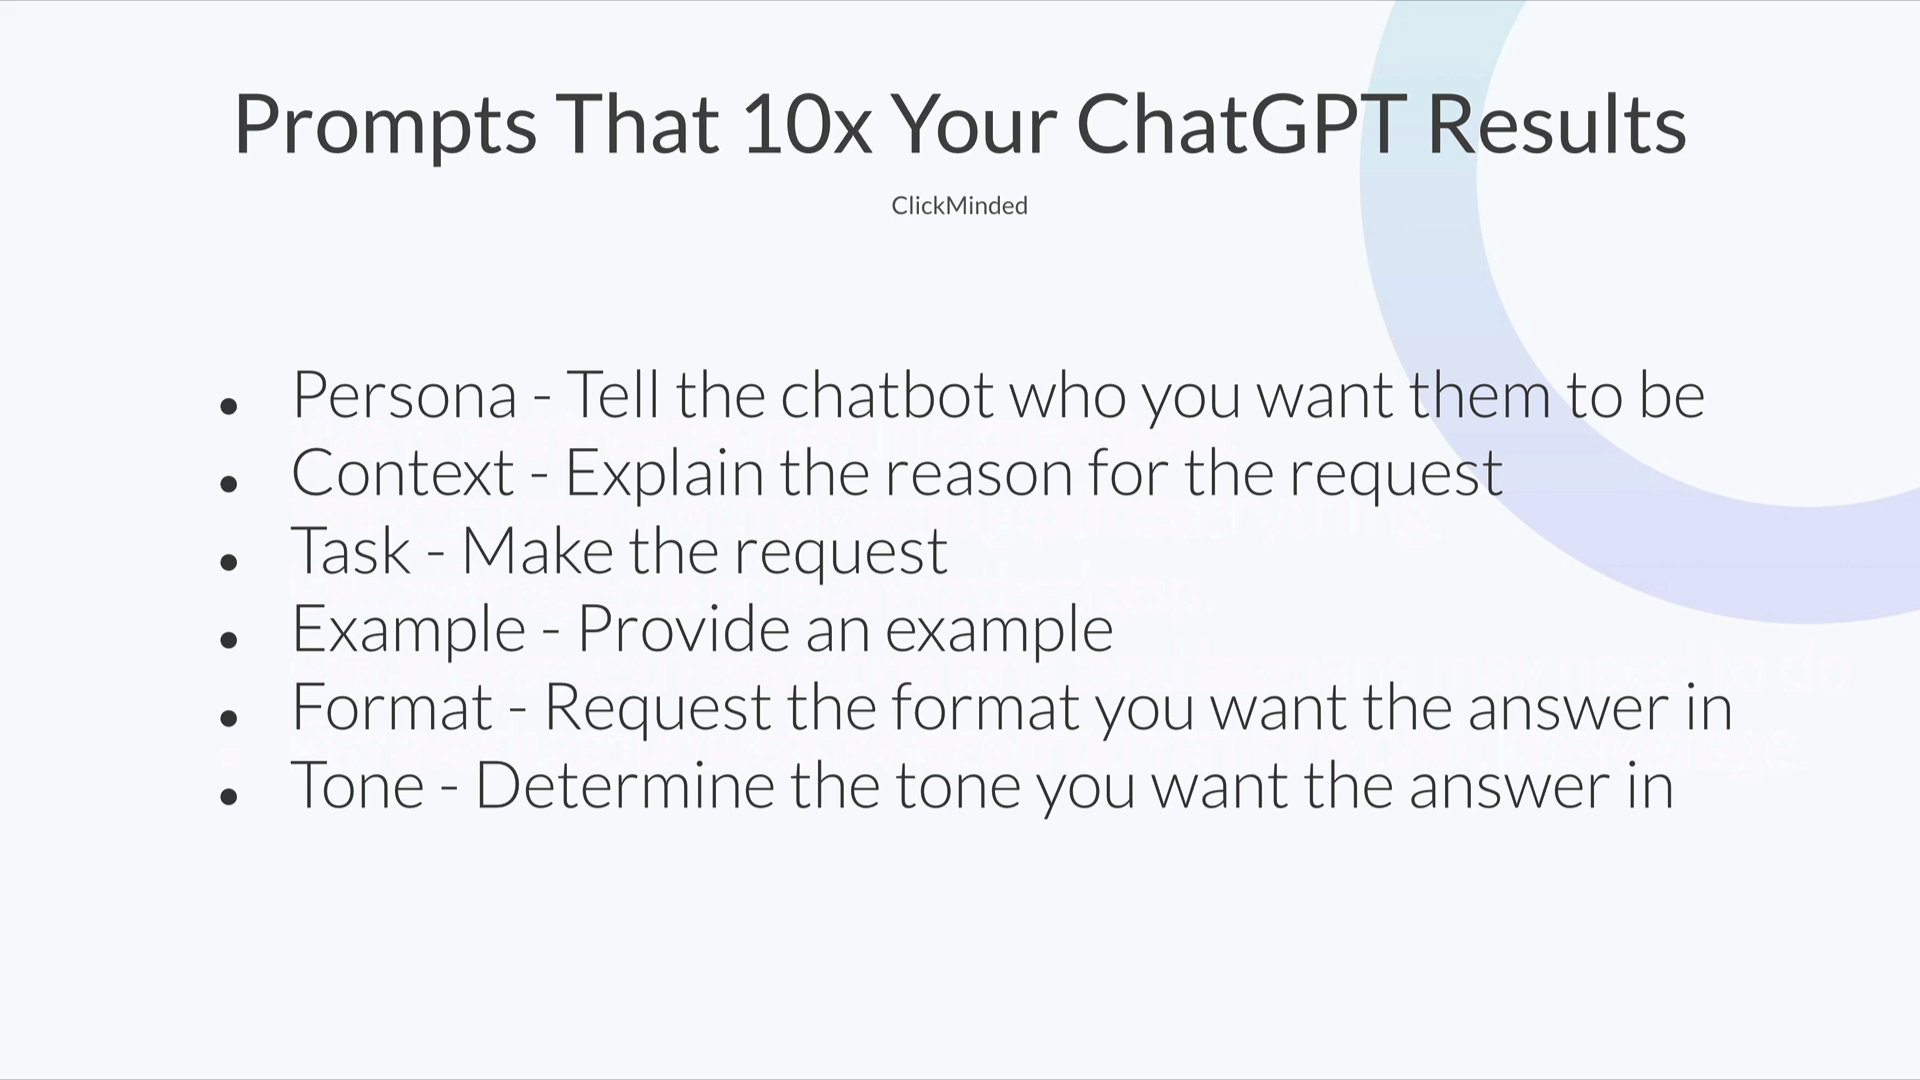 Prompts That 10x Your ChatGPT Results
ClickMinded
• Persona - Tell the chatbot who you want them to be
• Context - Explain the reason for the request
• Task - Make the request
• Example - Provide an example
• Format - Request the format you want the answer in
• Tone - Determine the tone you want the answer in